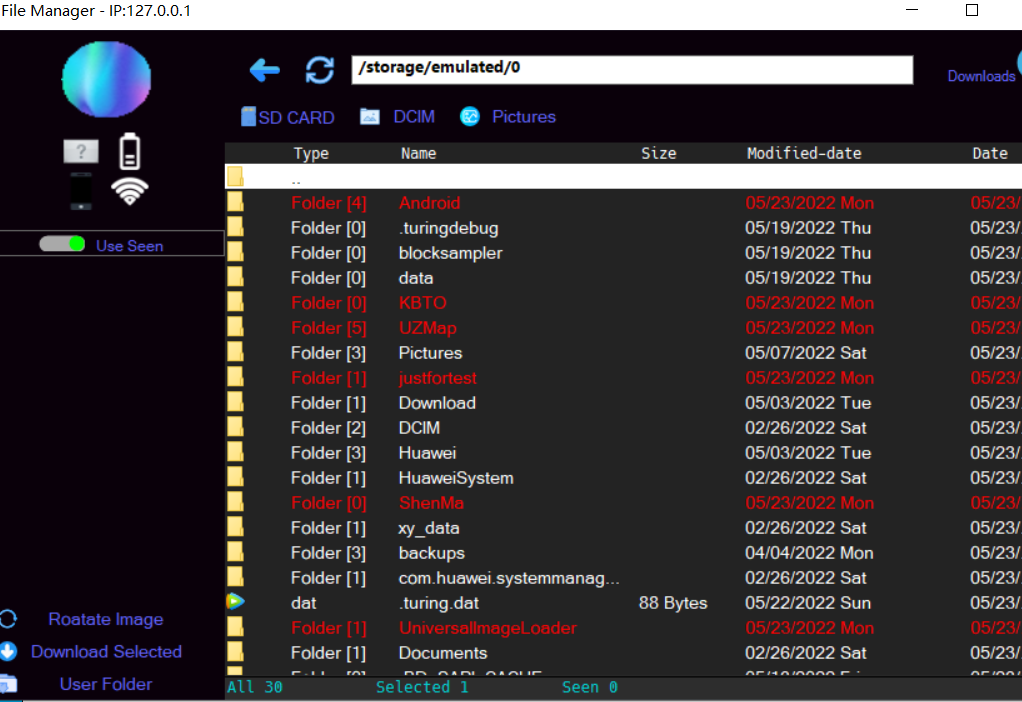 File Manager - IP:127.0.0.1
/storage/emulated/0
Downloads
SD CARD DCIM Pictures
Type Name Size Modified-date Date
?
..
Folder [4] Android 05/23/2022 Mon 05/23/
Folder [0] .turingdebug 05/19/2022 Thu 05/23/
Use Seen
Folder [0] blocksampler 05/19/2022 Thu 05/23/
Folder [0] data 05/19/2022 Thu 05/23/
Folder [0] KBTO 05/23/2022 Mon 05/23/
Folder [5] UZMap 05/23/2022 Mon 05/23/
Folder [3] Pictures 05/07/2022 Sat 05/23/
Folder [1] justfortest 05/23/2022 Mon 05/23/
Folder [1] Download 05/03/2022 Tue 05/23/
Folder [2] DCIM 02/26/2022 Sat 05/23/
Folder [3] Huawei 05/03/2022 Tue 05/23/
Folder [1] HuaweiSystem 02/26/2022 Sat 05/23/
Folder [0] ShenMa 05/23/2022 Mon 05/23/
Folder [1] xy_data 02/26/2022 Sat 05/23/
Folder [3] backups 04/04/2022 Mon 05/23/
Folder [1] com.huawei.systemmanag... 02/26/2022 Sat 05/23/
dat .turing.dat 88 Bytes 05/22/2022 Sun 05/23/
Folder [1] UniversalImageLoader 05/23/2022 Mon 05/23/
Folder [1] Documents 02/26/2022 Sat 05/23/
Roatate Image
Download Selected
User Folder
All 30 Selected 1 Seen 0